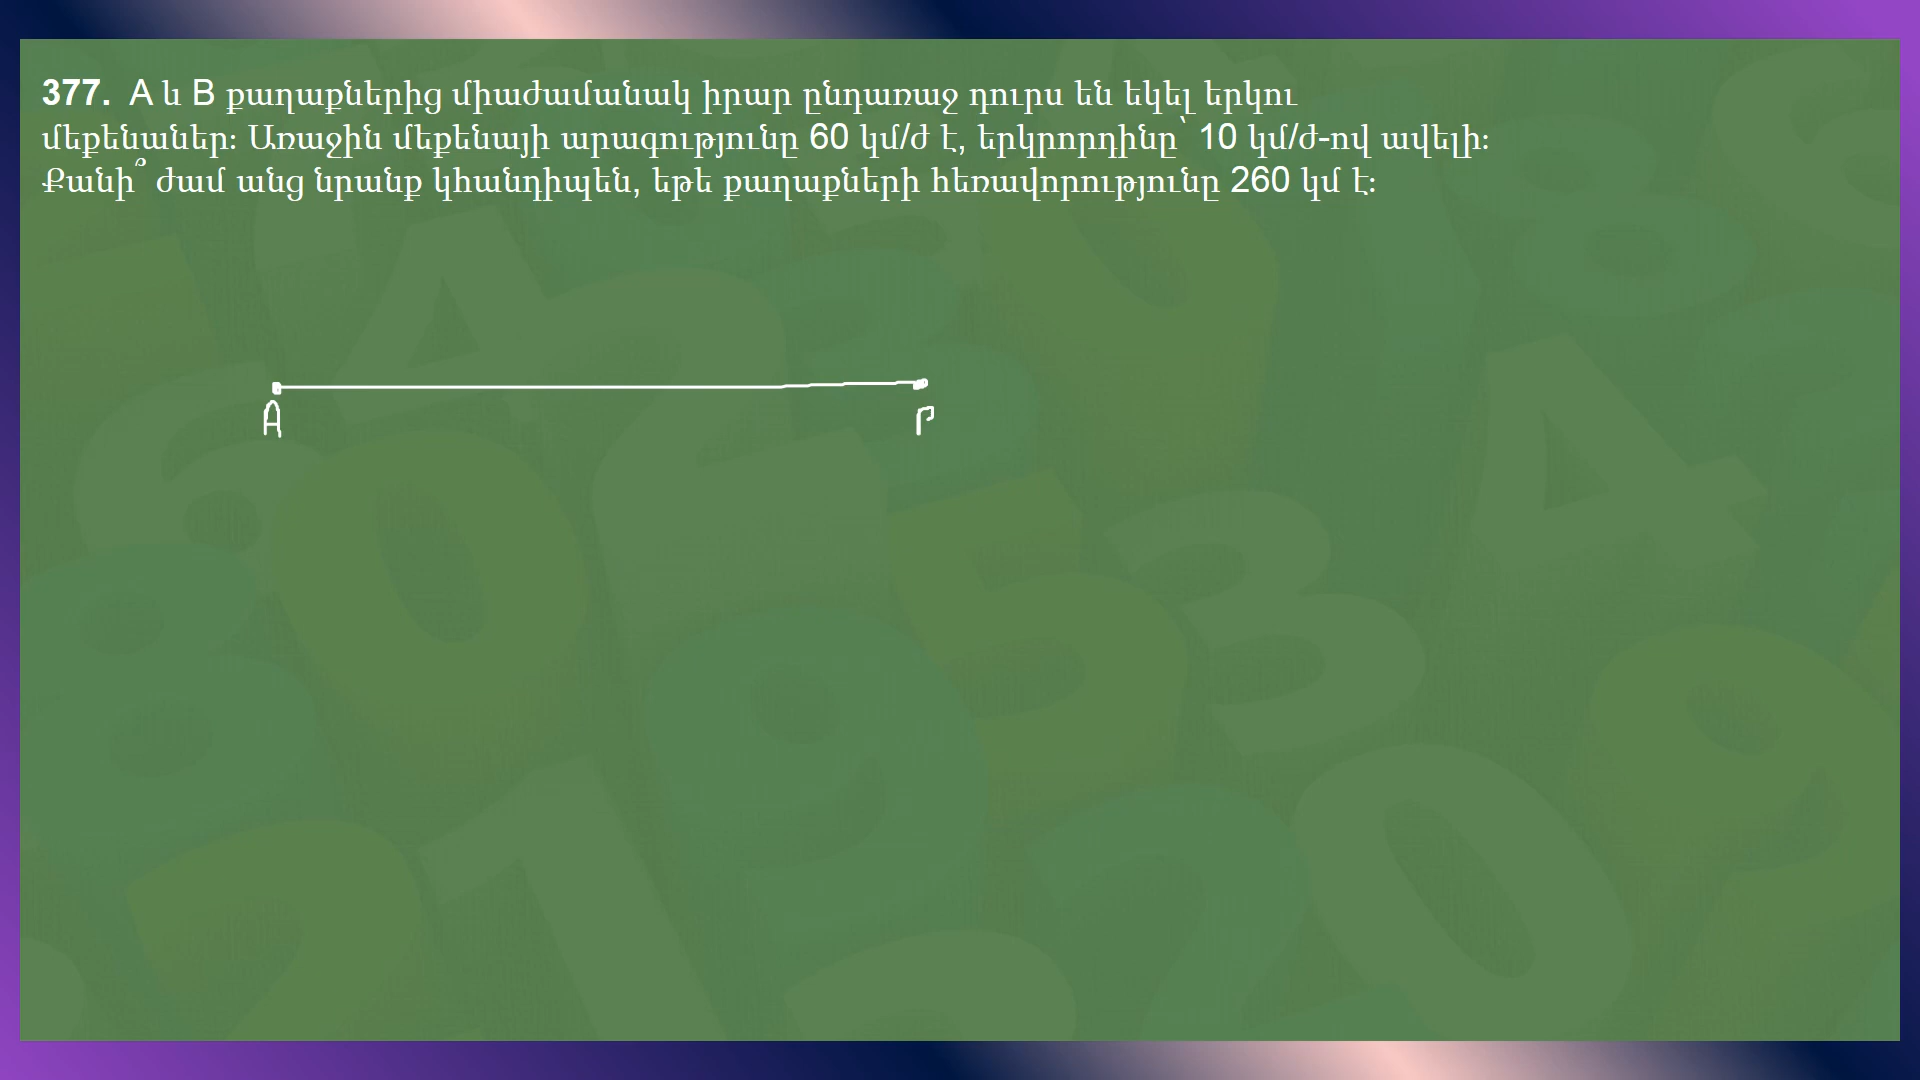 377. A և B քաղաքներից միաժամանակ իրար ընդառաջ դուրս են եկել երկու
մեքենաներ։ Առաջին մեքենայի արագությունը 60 կմ/ժ է, երկրորդինը՝ 10 կմ/ժ-ով ավելի։
Քանի՞ ժամ անց նրանք կհանդիպեն, եթե քաղաքների հեռավորությունը 260 կմ է։
A